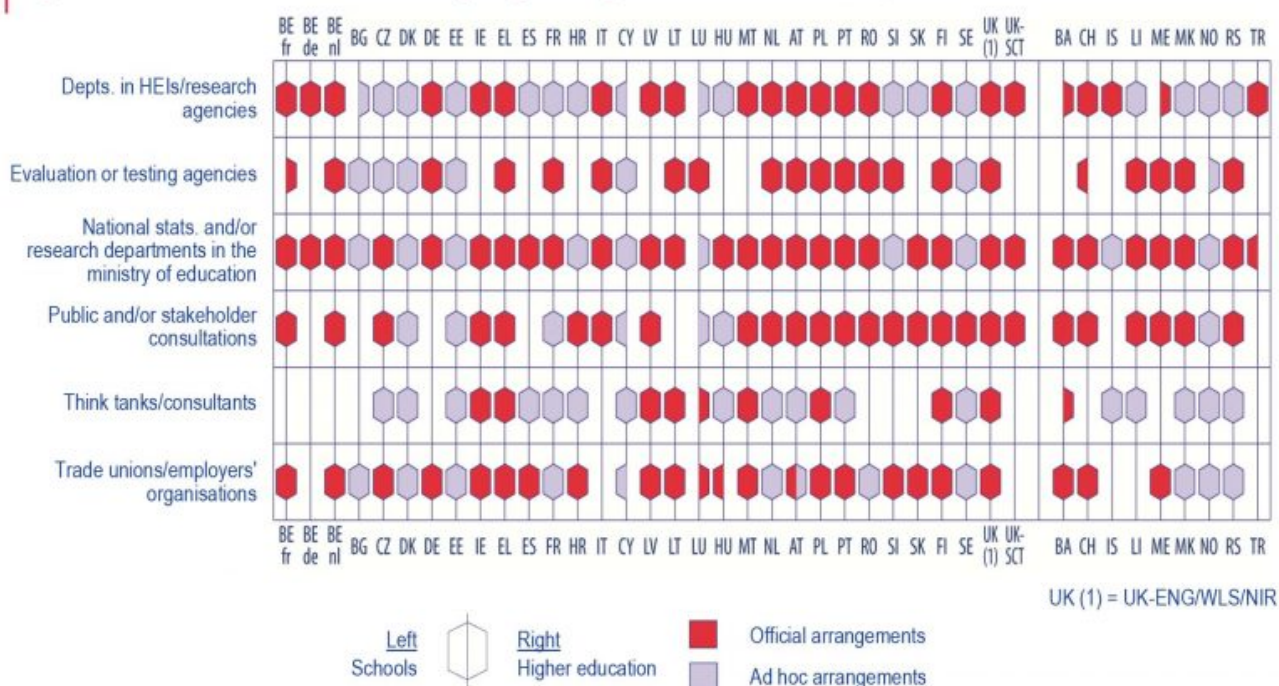 BE BE BE BG CZ DK DE EE IE EL ES FR HR IT CY LV LT LU HU MT NL AT PL PT RO SI SK FI SE UK UK- BA CH IS LI ME MK NO RS TR
fr de nl (1) SCT
Depts. in HEIs/research
agencies
Evaluation or testing agencies
National stats. and/or
research departments in the
ministry of education
Public and/or stakeholder
consultations
Think tanks/consultants
Trade unions/employers'
organisations
BE BE BE BG CZ DK DE EE IE EL ES FR HR IT CY LV LT LU HU MT NL AT PL PT RO SI SK FI SE UK UK- BA CH IS LI ME MK NO RS TR
fr de nl (1) SCT
UK (1) = UK-ENG/WLS/NIR
Left Right Official arrangements
Schools Higher education Ad hoc arrangements